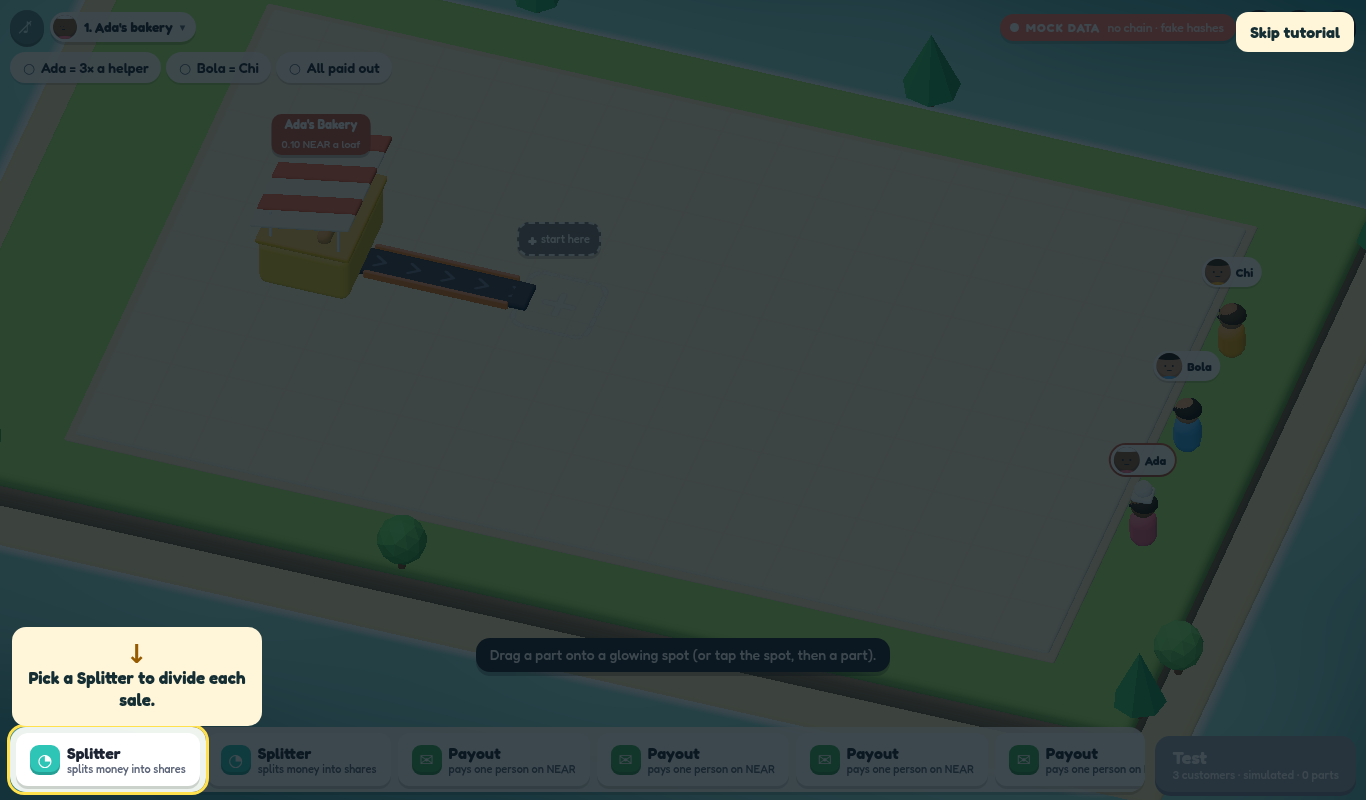 1. Ada's bakery ▾
MOCK DATA no chain · fake hashes
Skip tutorial
Ada = 3x a helper
Bola = Chi
All paid out
Ada's Bakery
0.10 NEAR a loaf
+ start here
Chi
Bola
Ada
↓
Pick a Splitter to divide each
sale.
Drag a part onto a glowing spot (or tap the spot, then a part).
Splitter
splits money into shares
Splitter
splits money into shares
Payout
pays one person on NEAR
Payout
pays one person on NEAR
Payout
pays one person on NEAR
Payout
pays one person on
Test
3 customers · simulated · 0 parts